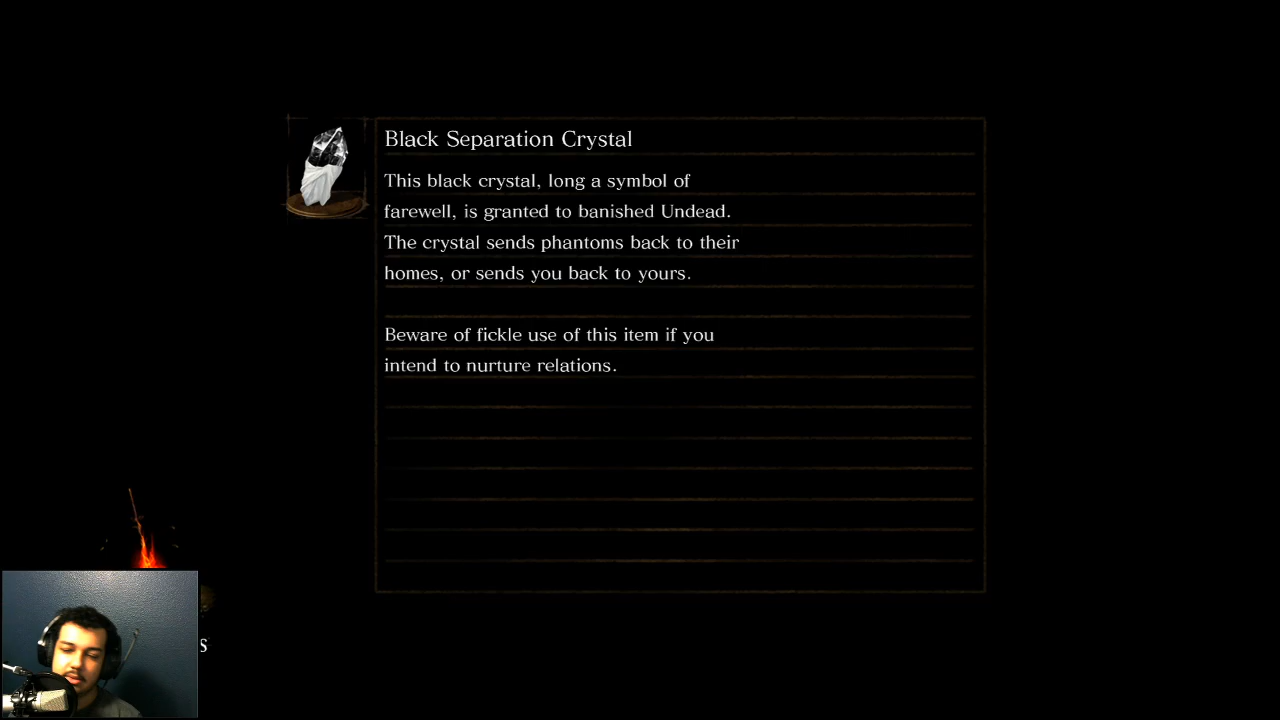 Black Separation Crystal
This black crystal, long a symbol of
farewell, is granted to banished Undead.
The crystal sends phantoms back to their
homes, or sends you back to yours.
Beware of fickle use of this item if you
intend to nurture relations.
s